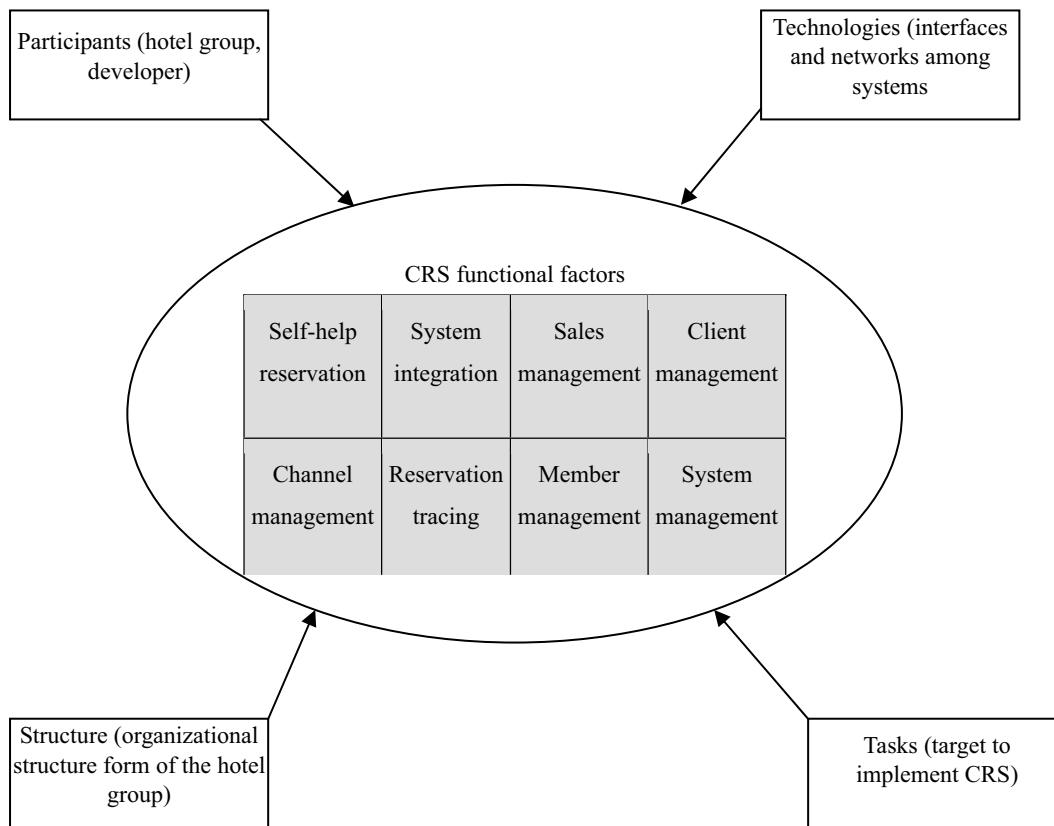 Participants (hotel group,
developer)
Technologies (interfaces
and networks among
systems
CRS functional factors
Self-help
reservation
System
integration
Sales
management
Client
management
Channel
management
Reservation
tracing
Member
management
System
management
Structure (organizational
structure form of the hotel
group)
Tasks (target to
implement CRS)